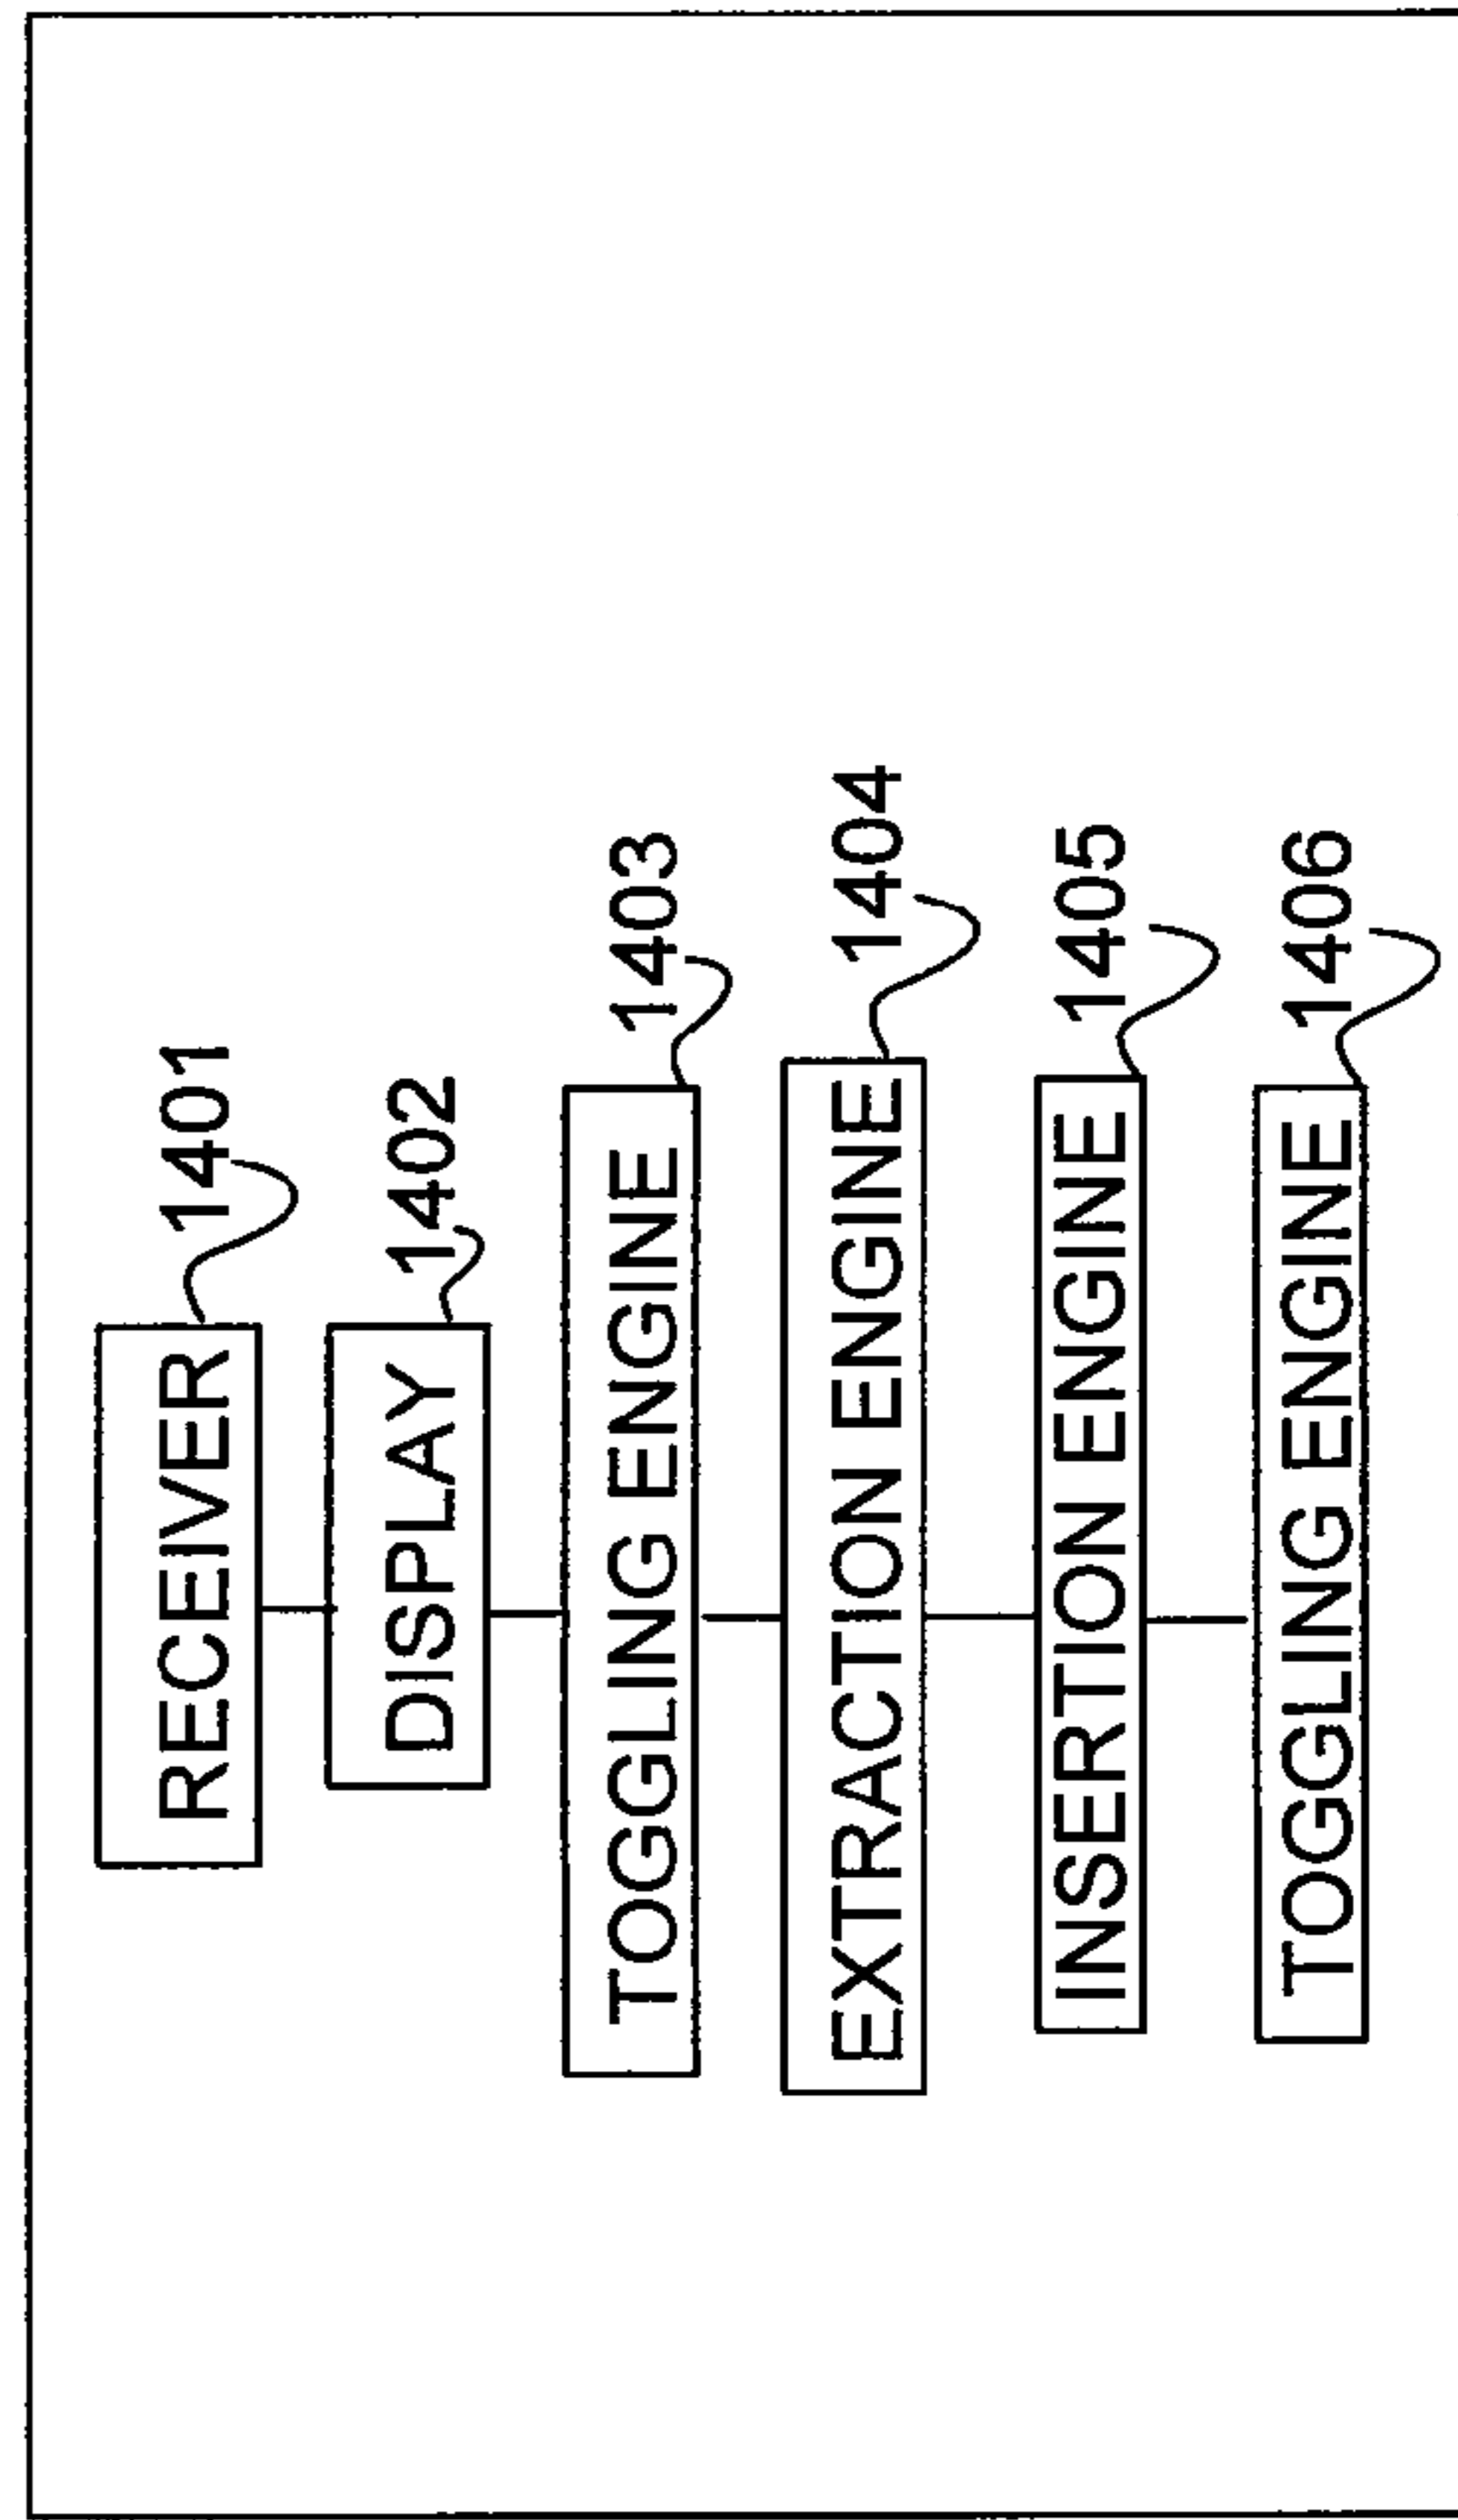 RECEIVER 1401
DISPLAY 1402
TOGGLING ENGINE 1403
EXTRACTION ENGINE 1404
INSERTION ENGINE 1405
TOGGLING ENGINE 1406